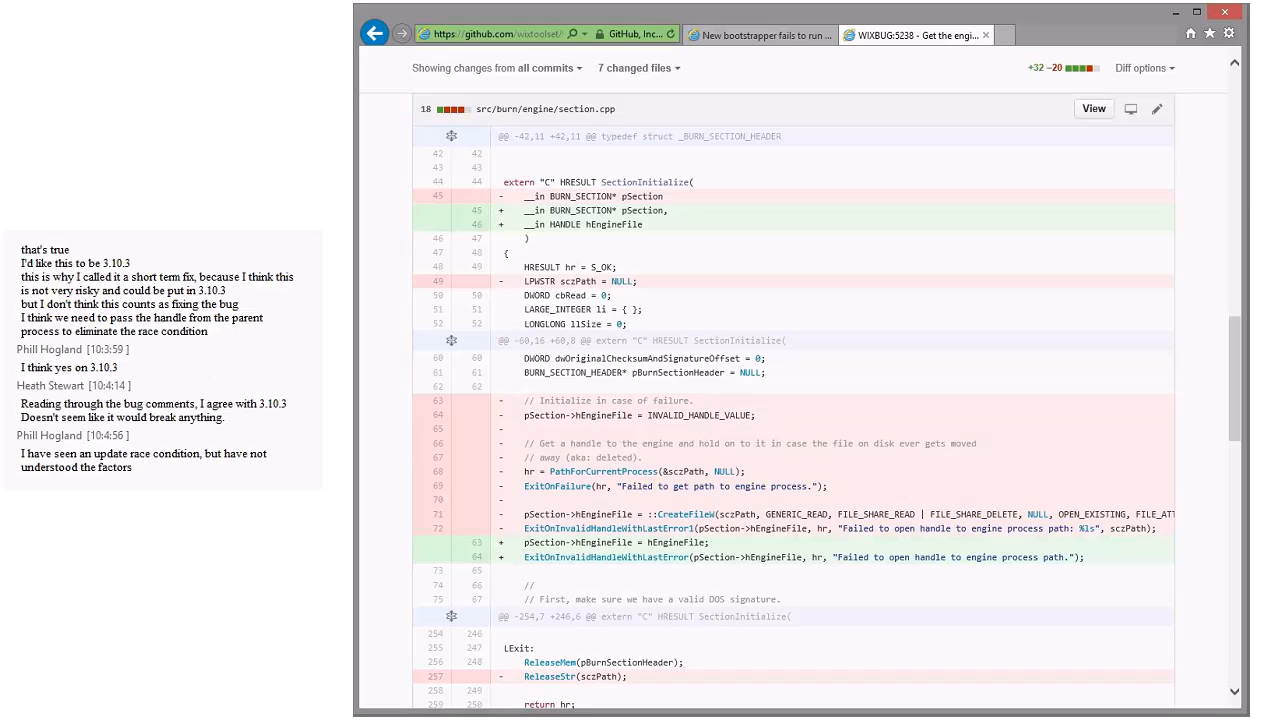 that's true
I'd like this to be 3.10.3
this is why I called it a short term fix, because I think this
is not very risky and could be put in 3.10.3
but I don't think this counts as fixing the bug
I think we need to pass the handle from the parent
process to eliminate the race condition
Phill Hogland [10:3:59 ]
I think yes on 3.10.3
Heath Stewart [10:4:14 ]
Reading through the bug comments, I agree with 3.10.3
Doesn't seem like it would break anything.
Phill Hogland [10:4:56 ]
I have seen an update race condition, but have not
understood the factors
https://github.com/wixtoolset/ GitHub, Inc... New bootstrapper fails to run ... WIXBUG:5238 - Get the engi...
Showing changes from all commits 7 changed files +32 −20 Diff options
18 src/burn/engine/section.cpp View
@@ -42,11 +42,11 @@ typedef struct _BURN_SECTION_HEADER
42 42
43 43
44 44 extern "C" HRESULT SectionInitialize(
45 - __in BURN_SECTION* pSection
45 + __in BURN_SECTION* pSection,
46 + __in HANDLE hEngineFile
46 47 )
47 48 {
48 49 HRESULT hr = S_OK;
49 - LPWSTR sczPath = NULL;
50 50 DWORD cbRead = 0;
51 51 LARGE_INTEGER li = { };
52 52 LONGLONG llSize = 0;
@@ -60,16 +60,8 @@ extern "C" HRESULT SectionInitialize(
60 60 DWORD dwOriginalChecksumAndSignatureOffset = 0;
61 61 BURN_SECTION_HEADER* pBurnSectionHeader = NULL;
62 62
63 - // Initialize in case of failure.
64 - pSection->hEngineFile = INVALID_HANDLE_VALUE;
65 -
66 - // Get a handle to the engine and hold on to it in case the file on disk ever gets moved
67 - // away (aka: deleted).
68 - hr = PathForCurrentProcess(&sczPath, NULL);
69 - ExitOnFailure(hr, "Failed to get path to engine process.");
70 -
71 - pSection->hEngineFile = ::CreateFileW(sczPath, GENERIC_READ, FILE_SHARE_READ | FILE_SHARE_DELETE, NULL, OPEN_EXISTING, FILE_ATT
72 - ExitOnInvalidHandleWithLastError1(pSection->hEngineFile, hr, "Failed to open handle to engine process path: %ls", sczPath);
63 + pSection->hEngineFile = hEngineFile;
64 + ExitOnInvalidHandleWithLastError(pSection->hEngineFile, hr, "Failed to open handle to engine process path.");
73 65
74 66 //
75 67 // First, make sure we have a valid DOS signature.
@@ -254,7 +246,6 @@ extern "C" HRESULT SectionInitialize(
254 246
255 247 LExit:
256 248 ReleaseMem(pBurnSectionHeader);
257 - ReleaseStr(sczPath);
258 249
259 250 return hr;